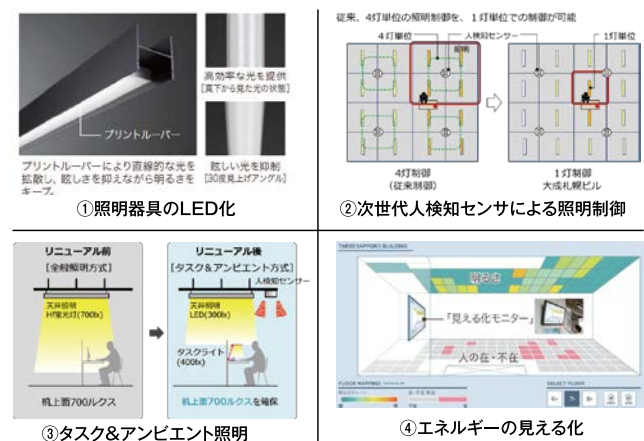 高効率な光を提供
[真下から見た光の状態]
プリントルーバー
プリントルーバーにより直線的な光を
拡散し、眩しさを抑えながら明るさを
キープ。
眩しい光を抑制
[30度見上げアングル]
①照明器具のLED化
従来、4灯単位の照明制御を、1灯単位での制御が可能
4灯単位
人検知センサー
照明
1灯単位
4灯制御
(従来制御)
1灯制御
大成札幌ビル
②次世代人検知センサによる照明制御
リニューアル前
[全般照明方式]
天井照明
Hf蛍光灯(700lx)
机上面700ルクス
リニューアル後
[タスク&アンビエント方式]
人検知センサー
天井照明
LED(300lx)
タスクライト
(400lx)
机上面700ルクスを確保
③タスク&アンビエント照明
TAISEI SAPPORO BUILDING
明るさ
「見える化モニター」
人の在・不在
FLOOR MAPPING
SELECT FLOOR
④エネルギーの見える化